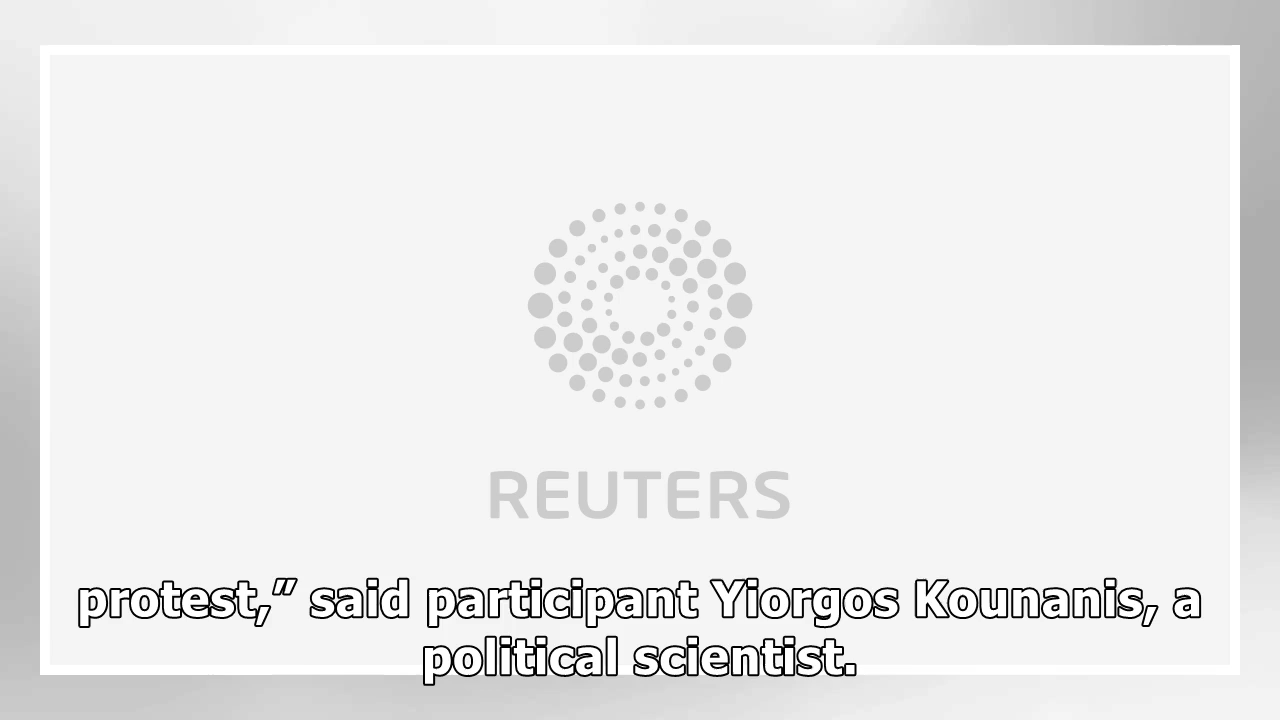 REUTERS
protest,” said participant Yiorgos Kounanis, a
political scientist.